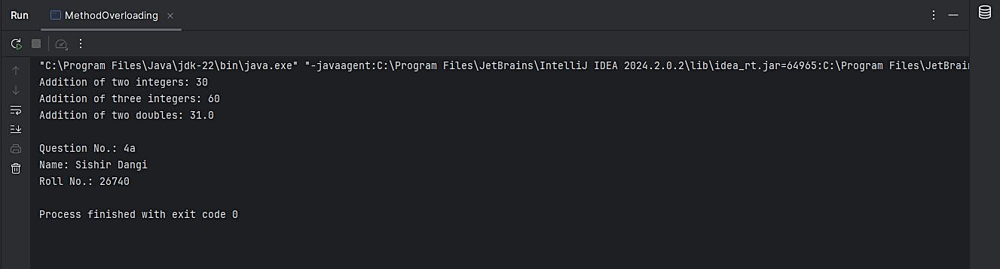 Run MethodOverloading
"C:\Program Files\Java\jdk-22\bin\java.exe" "-javaagent:C:\Program Files\JetBrains\IntelliJ IDEA 2024.2.0.2\lib\idea_rt.jar=64965:C:\Program Files\JetBrain
Addition of two integers: 30
Addition of three integers: 60
Addition of two doubles: 31.0
Question No.: 4a
Name: Sishir Dangi
Roll No.: 26740
Process finished with exit code 0